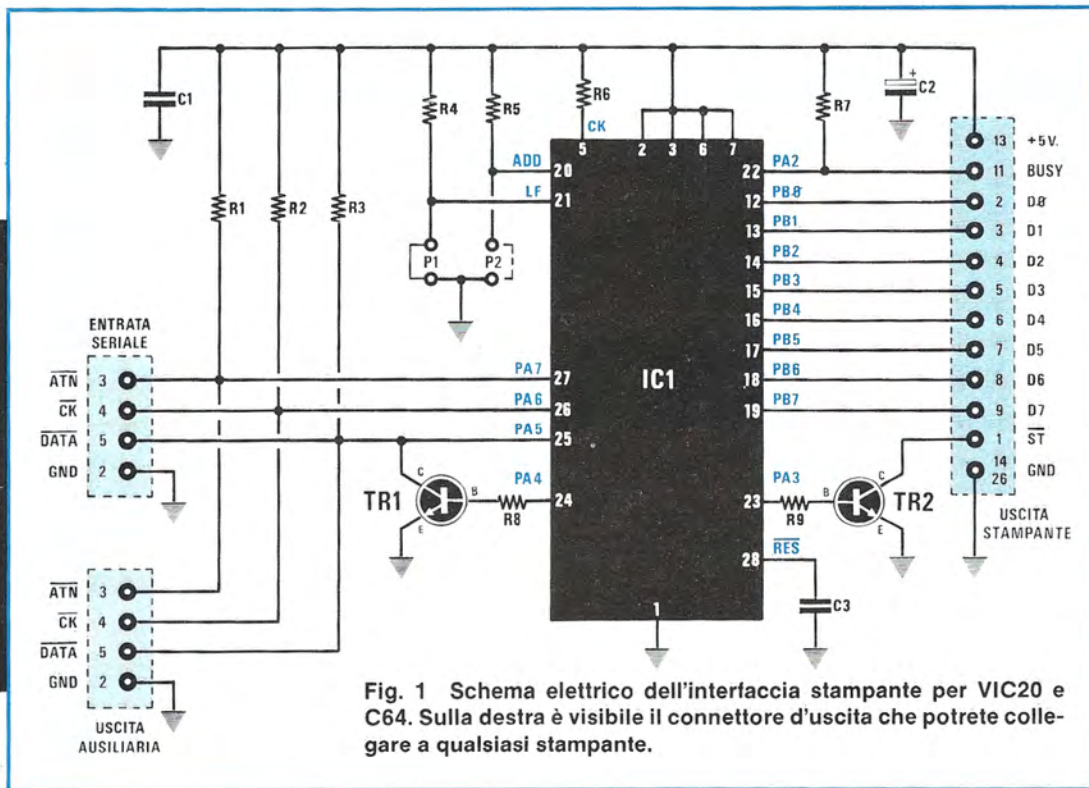 C1
R4
R5
R6
R7
+
C2
CK
5
2
3
6
7
13
+5V.
ADD
20
22
PA2
11
BUSY
LF
21
12
PB0
2
D0
R1
R2
R3
13
PB1
3
D1
P1
P2
14
PB2
4
D2
15
PB3
5
D3
ENTRATA
SERIALE
16
PB4
6
D4
17
PB5
7
D5
ATN
3
PA7
27
IC1
18
PB6
8
D6
CK
4
PA6
26
19
PB7
9
D7
DATA
5
PA5
25
1
ST
GND
2
C
B
E
TR1
R8
PA4
24
23
PA3
R9
C
B
E
TR2
14
26
GND
USCITA
STAMPANTE
28
RES
C3
1
ATN
3
CK
4
DATA
5
GND
2
USCITA
AUSILIARIA
Fig. 1 Schema elettrico dell'interfaccia stampante per VIC20 e
C64. Sulla destra è visibile il connettore d'uscita che potrete colle-
gare a qualsiasi stampante.